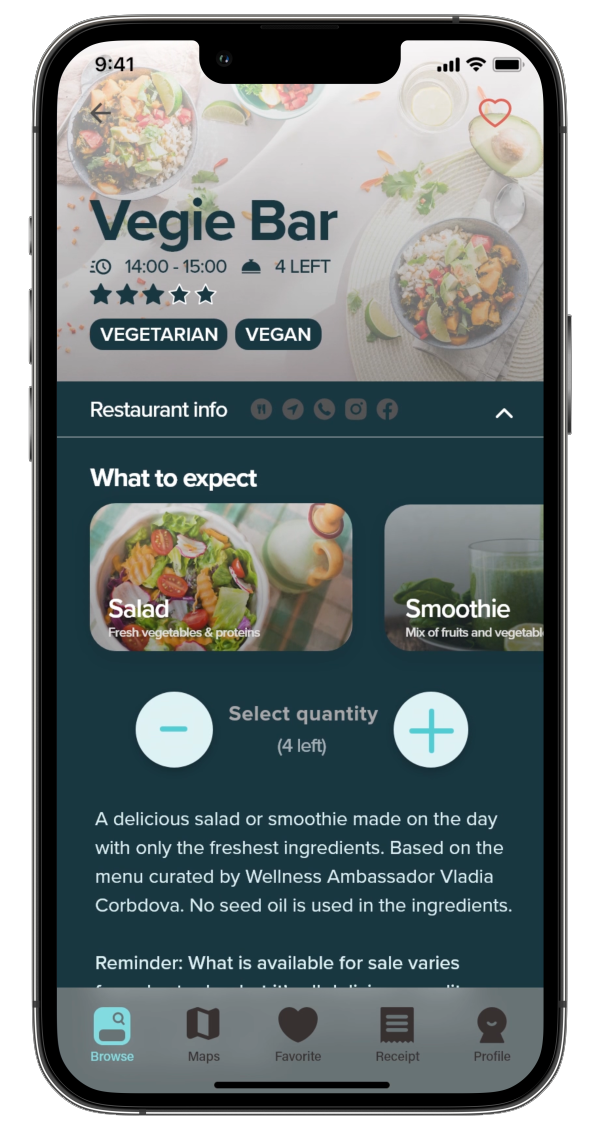 9:41
Vegie Bar
14:00 - 15:00 4 LEFT
VEGETARIAN VEGAN
Restaurant info
What to expect
Salad
Fresh vegetables & proteins
Smoothie
Mix of fruits and
Select quantity
(4 left)
A delicious salad or smoothie made on the day
with only the freshest ingredients. Based on the
menu curated by Wellness Ambassador Vladia
Corbdova. No seed oil is used in the ingredients.
Reminder: What is available for sale varies
Browse Maps Favorite Receipt Profile